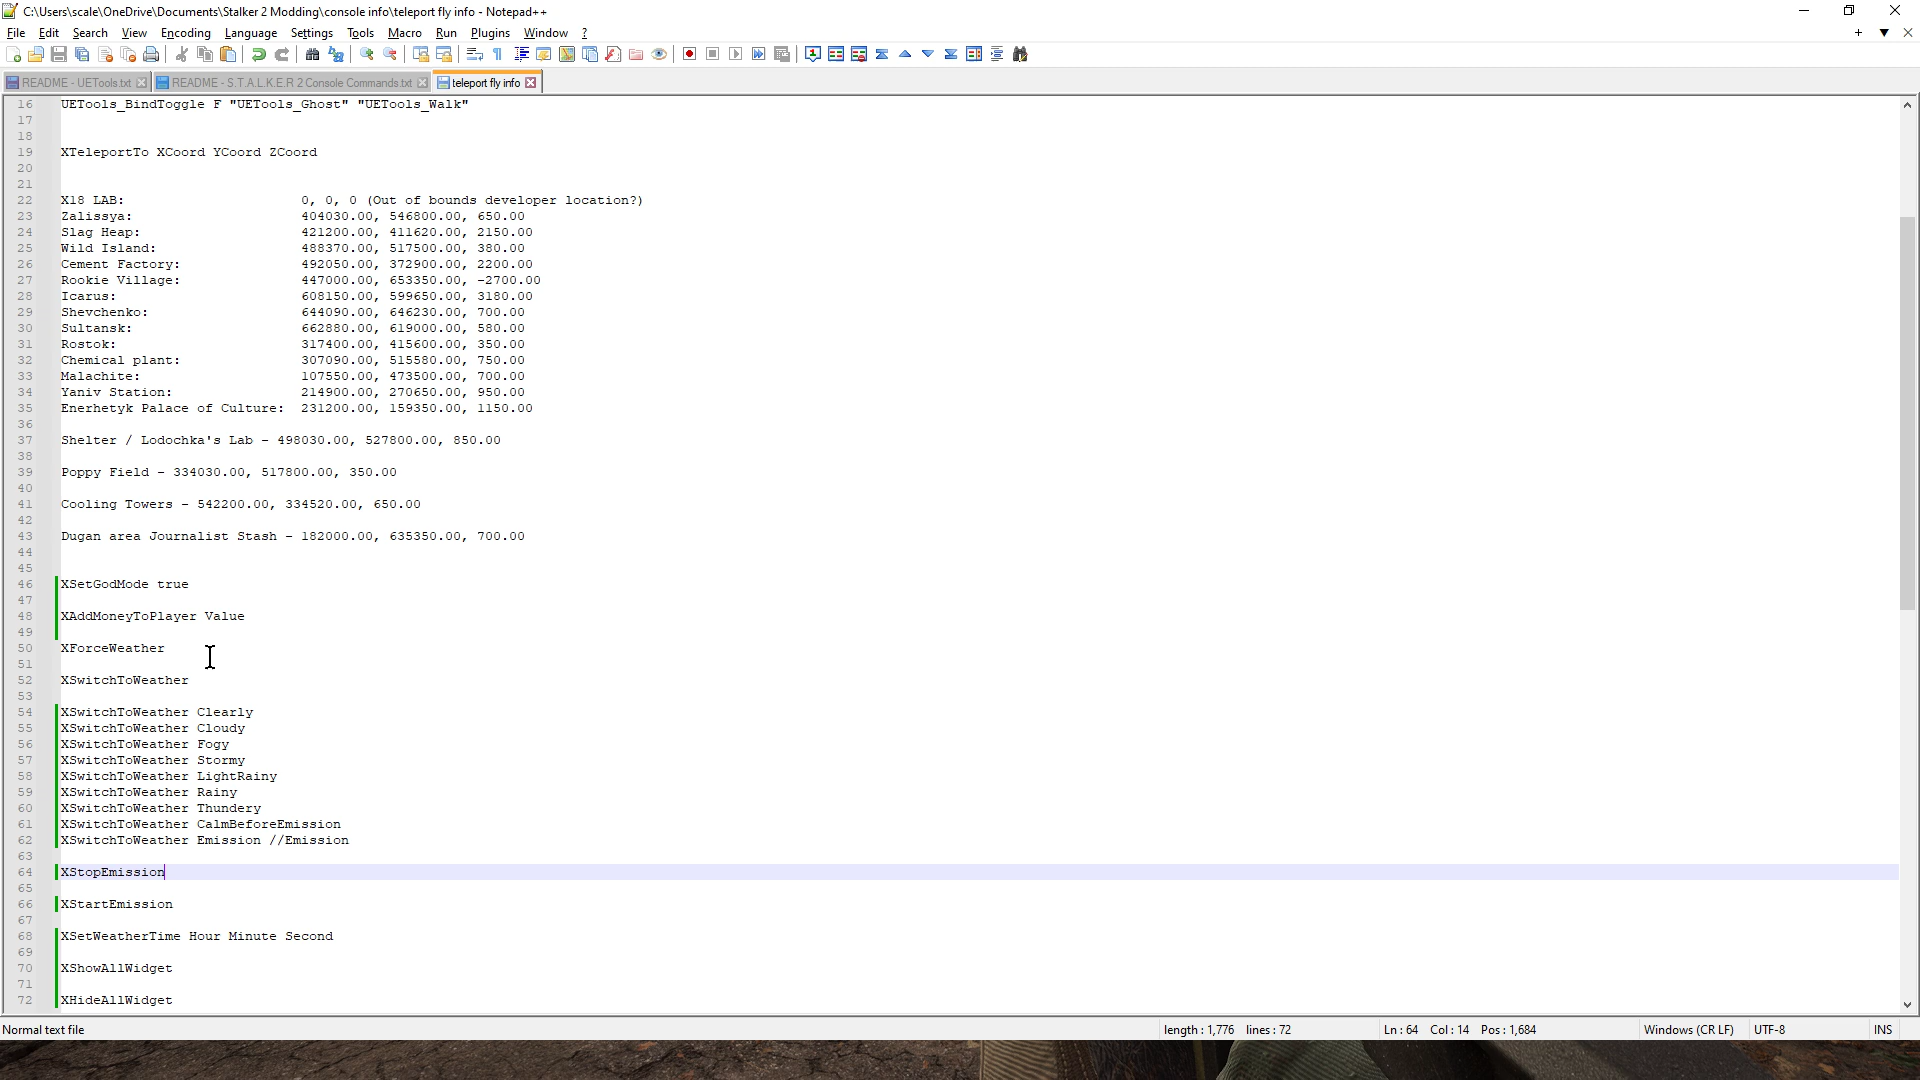 C:\Users\scale\OneDrive\Documents\Stalker 2 Modding\console info\teleport fly info - Notepad++
File Edit Search View Encoding Language Settings Tools Macro Run Plugins Window ?
README - UETools.txt README - S.T.A.L.K.E.R 2 Console Commands.txt teleport fly info
16 UETools_BindToggle F "UETools_Ghost" "UETools_Walk"
17
18
19 XTeleportTo XCoord YCoord ZCoord
20
21
22 X18 LAB: 0, 0, 0 (Out of bounds developer location?)
23 Zalissya: 404030.00, 546800.00, 650.00
24 Slag Heap: 421200.00, 411620.00, 2150.00
25 Wild Island: 488370.00, 517500.00, 380.00
26 Cement Factory: 492050.00, 372900.00, 2200.00
27 Rookie Village: 447000.00, 653350.00, -2700.00
28 Icarus: 608150.00, 599650.00, 3180.00
29 Shevchenko: 644090.00, 646230.00, 700.00
30 Sultansk: 662880.00, 619000.00, 580.00
31 Rostok: 317400.00, 415600.00, 350.00
32 Chemical plant: 307090.00, 515580.00, 750.00
33 Malachite: 107550.00, 473500.00, 700.00
34 Yaniv Station: 214900.00, 270650.00, 950.00
35 Enerhetyk Palace of Culture: 231200.00, 159350.00, 1150.00
36
37 Shelter / Lodochka's Lab - 498030.00, 527800.00, 850.00
38
39 Poppy Field - 334030.00, 517800.00, 350.00
40
41 Cooling Towers - 542200.00, 334520.00, 650.00
42
43 Dugan area Journalist Stash - 182000.00, 635350.00, 700.00
44
45
46 XSetGodMode true
47
48 XAddMoneyToPlayer Value
49
50 XForceWeather
51
52 XSwitchToWeather
53
54 XSwitchToWeather Clearly
55 XSwitchToWeather Cloudy
56 XSwitchToWeather Fogy
57 XSwitchToWeather Stormy
58 XSwitchToWeather LightRainy
59 XSwitchToWeather Rainy
60 XSwitchToWeather Thundery
61 XSwitchToWeather CalmBeforeEmission
62 XSwitchToWeather Emission //Emission
63
64 XStopEmission
65
66 XStartEmission
67
68 XSetWeatherTime Hour Minute Second
69
70 XShowAllWidget
71
72 XHideAllWidget
Normal text file length : 1,776 lines : 72 Ln : 64 Col : 14 Pos : 1,684 Windows (CR LF) UTF-8 INS